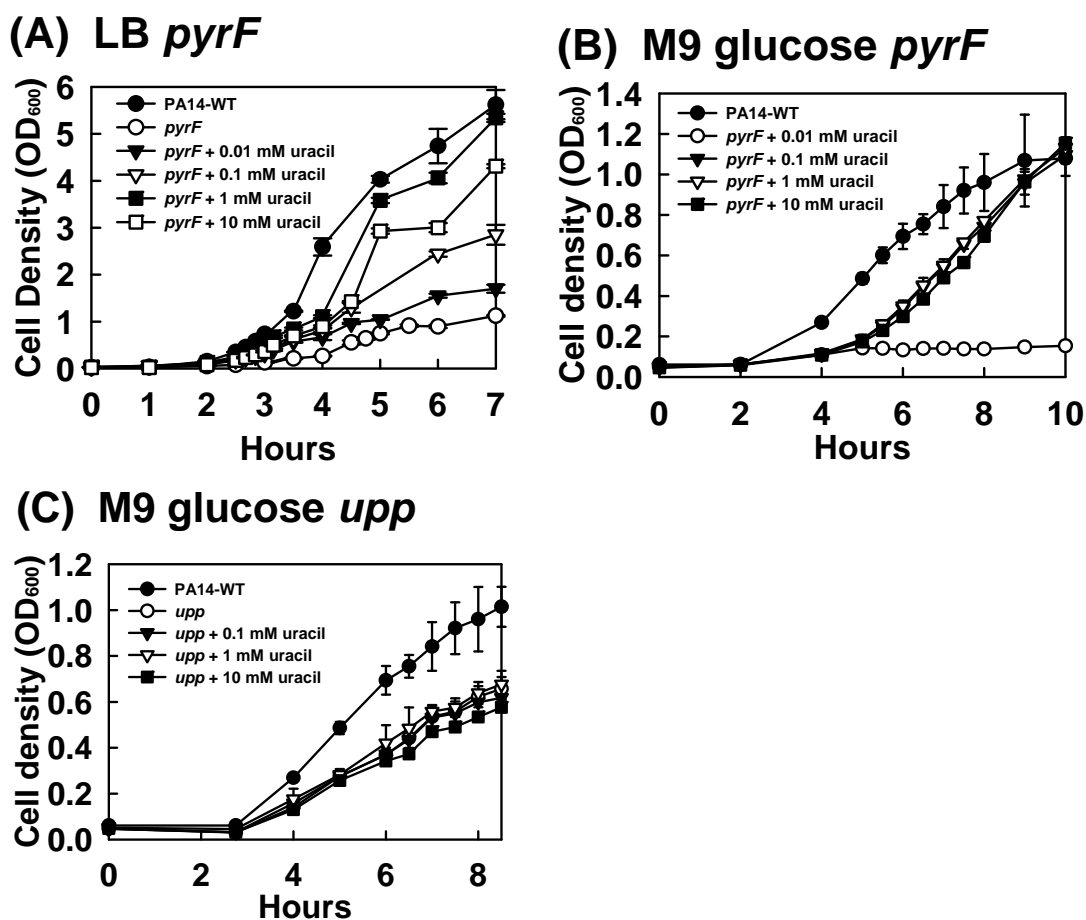 (A) LB pyrF
Cell Density (OD600)
6
5
4
3
2
1
0
PA14-WT
pyrF
pyrF + 0.01 mM uracil
pyrF + 0.1 mM uracil
pyrF + 1 mM uracil
pyrF + 10 mM uracil
0 1 2 3 4 5 6 7
Hours
(B) M9 glucose pyrF
Cell density (OD600)
1.4
1.2
1.0
0.8
0.6
0.4
0.2
0.0
PA14-WT
pyrF + 0.01 mM uracil
pyrF + 0.1 mM uracil
pyrF + 1 mM uracil
pyrF + 10 mM uracil
0 2 4 6 8 10
Hours
(C) M9 glucose upp
Cell density (OD600)
1.2
1.0
0.8
0.6
0.4
0.2
0.0
PA14-WT
upp
upp + 0.1 mM uracil
upp + 1 mM uracil
upp + 10 mM uracil
0 2 4 6 8
Hours